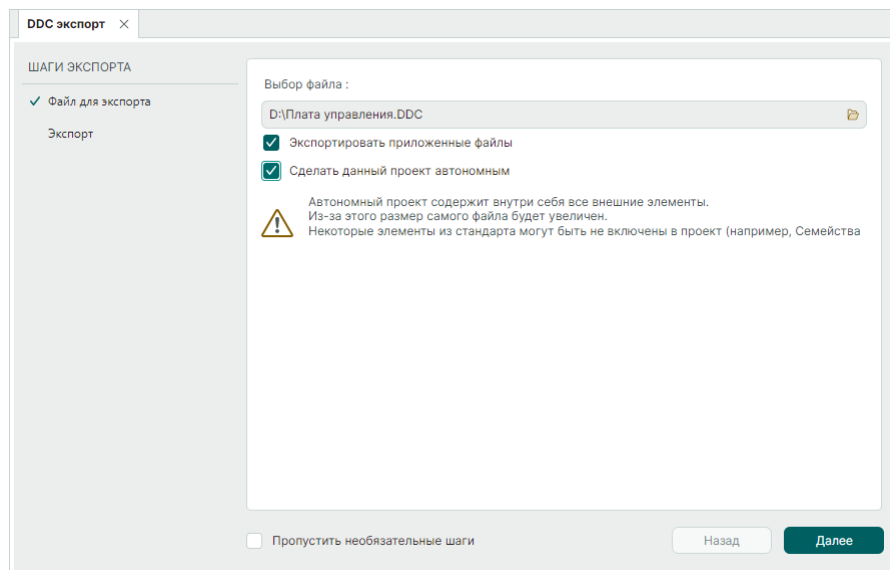 DDC экспорт
ШАГИ ЭКСПОРТА
Файл для экспорта
Экспорт
Выбор файла :
D:\Плата управления.DDC
Экспортировать приложенные файлы
Сделать данный проект автономным
Автономный проект содержит внутри себя все внешние элементы.
Из-за этого размер самого файла будет увеличен.
Некоторые элементы из стандарта могут быть не включены в проект (например, Семейства
Пропустить необязательные шаги
Назад
Далее